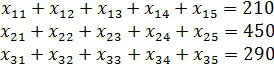 x₁₁ + x₁₂ + x₁₃ + x₁₄ + x₁₅ = 210
x₂₁ + x₂₂ + x₂₃ + x₂₄ + x₂₅ = 450
x₃₁ + x₃₂ + x₃₃ + x₃₄ + x₃₅ = 290